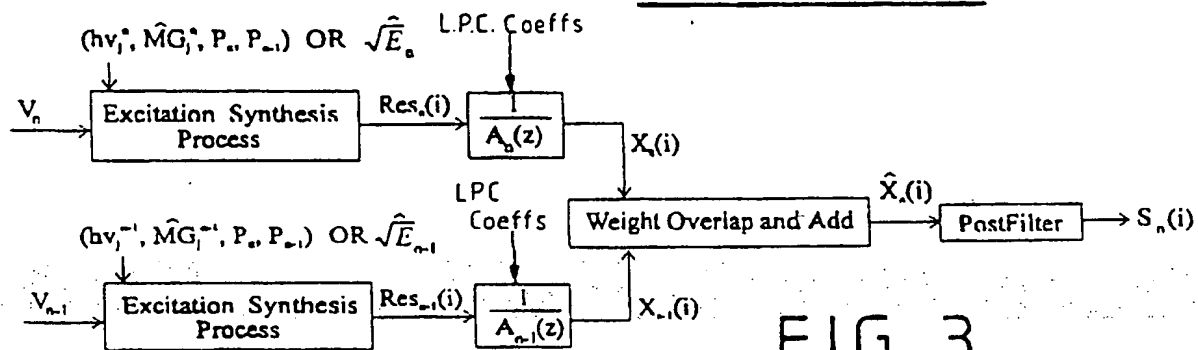 (hv_j^n, M̂G_j^n, P_n, P_n-1) OR √Ê_n
L.P.C. Coeffs
V_n
Excitation Synthesis
Process
Res_n(i)
1
A_n(z)
X_n(i)
LPC
Coeffs
Weight Overlap and Add
X̂_n(i)
PostFilter
S_n(i)
(hv_j^n-1, M̂G_j^n-1, P_n, P_n-1) OR √Ê_n-1
V_n-1
Excitation Synthesis
Process
Res_n-1(i)
1
A_n-1(z)
X_n-1(i)
FIG. 3